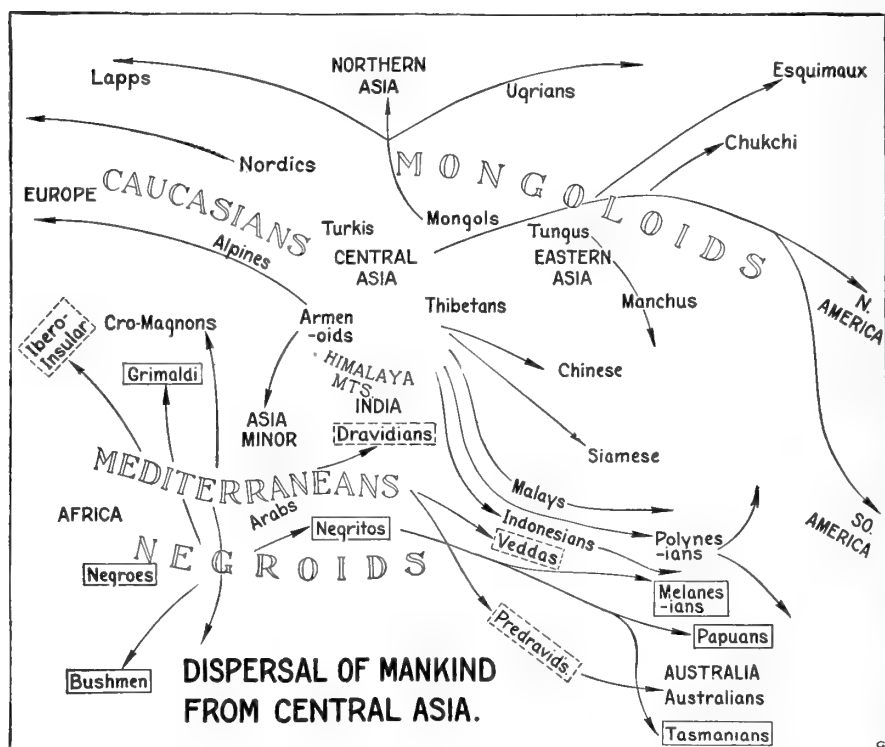 Lapps
NORTHERN
ASIA
Ugrians
Esquimaux
Chukchi
Nordics
MONGOLOIDS
EUROPE
CAUCASIANS
Alpines
Turkis
Mongols
CENTRAL
ASIA
Tungus
EASTERN
ASIA
Manchus
N.
AMERICA
Ibero-
Insular
Cro-Magnons
Armen
-oids
Thibetans
Grimaldi
HIMALAYA
MTS.
INDIA
Chinese
ASIA
MINOR
Dravidians
Siamese
MEDITERRANEANS
Arabs
Malays
AFRICA
Negritos
Indonesians
Veddas
Polynes
-ians
SO.
AMERICA
NEGROIDS
Negroes
Melanes
-ians
Predravids
Papuans
Bushmen
DISPERSAL OF MANKIND
FROM CENTRAL ASIA.
AUSTRALIA
Australians
Tasmanians